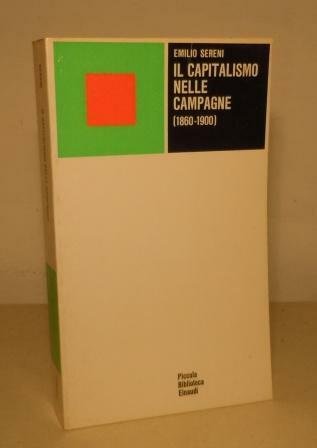 EMILIO SERENI
IL CAPITALISMO
NELLE
CAMPAGNE
(1860-1900)
Piccola
Biblioteca
Einaudi